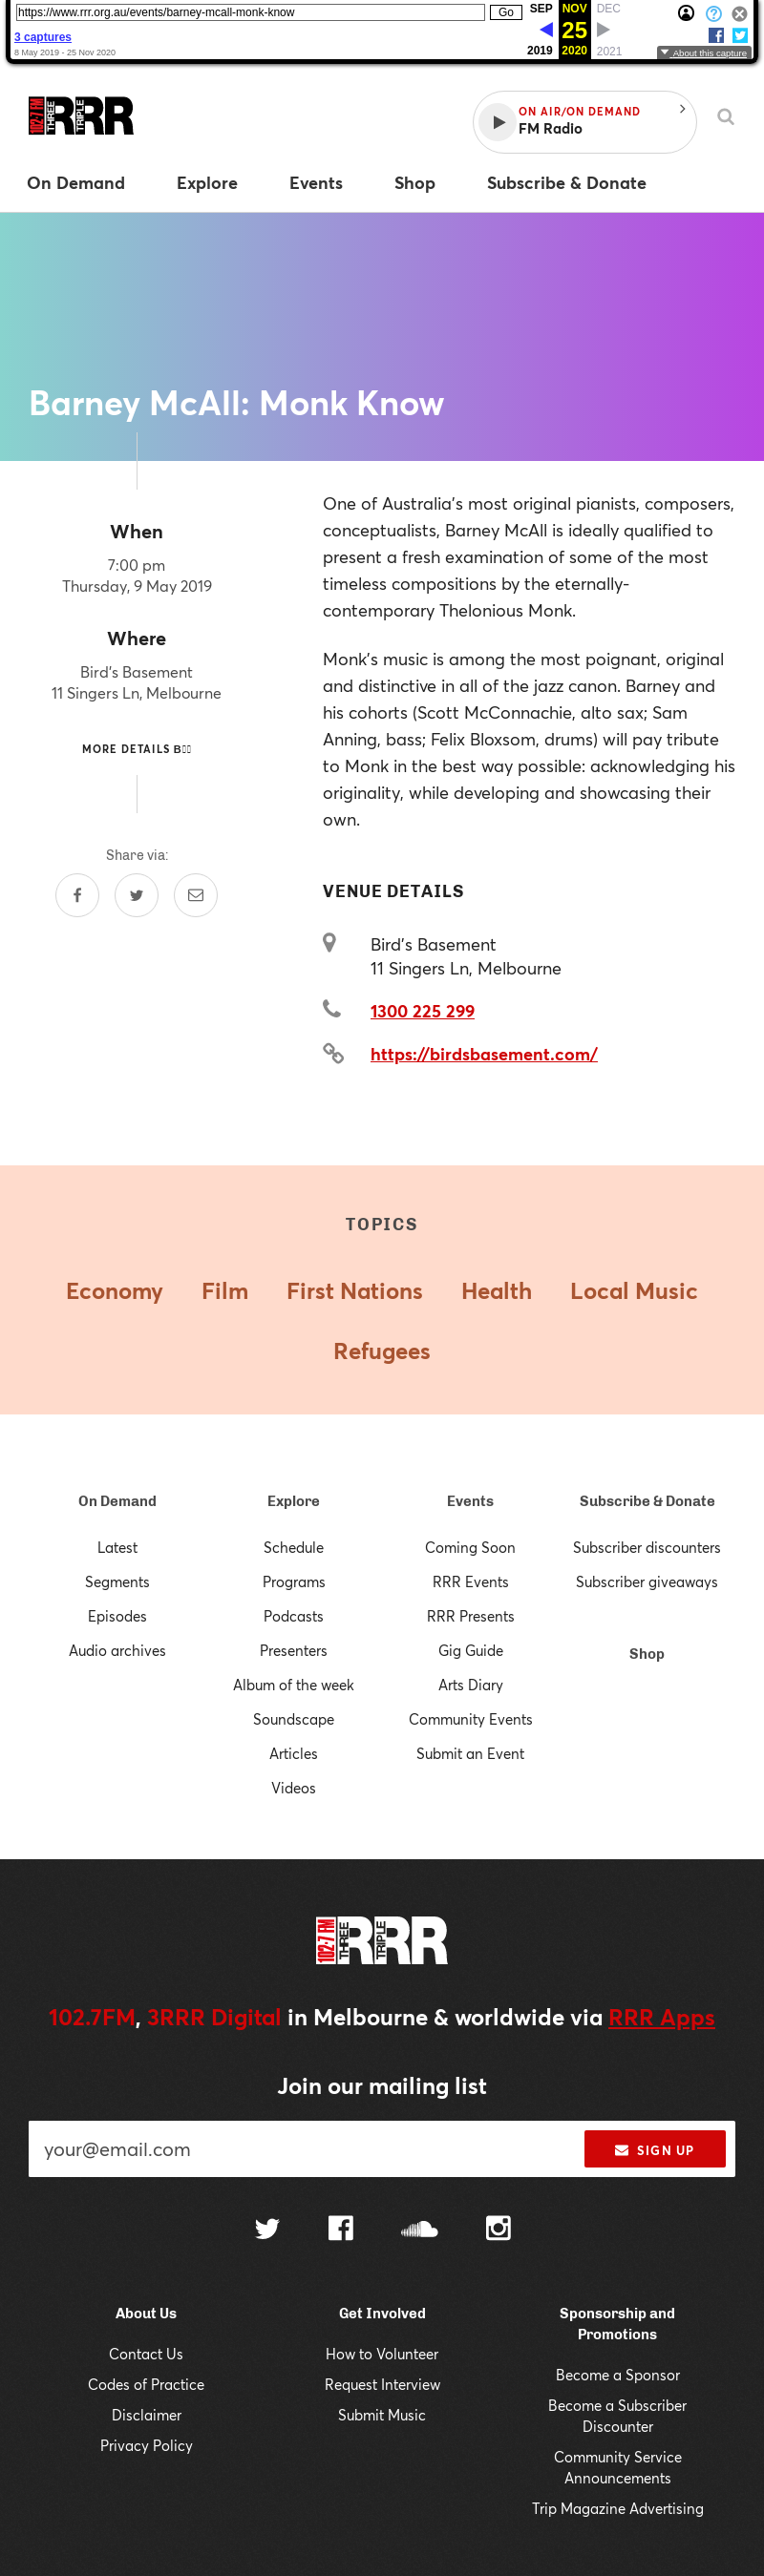 https://www.rrr.org.au/events/barney-mcall-monk-know
Go
SEP NOV DEC
25
2019 2020 2021
3 captures
8 May 2019 - 25 Nov 2020
About this capture
102·7 FM THREE TRIPLE RRR
ON AIR/ON DEMAND
FM Radio
On Demand Explore Events Shop Subscribe & Donate
Barney McAll: Monk Know
When
7:00 pm
Thursday, 9 May 2019
Where
Bird's Basement
11 Singers Ln, Melbourne
MORE DETAILS
Share via:
One of Australia's most original pianists, composers,
conceptualists, Barney McAll is ideally qualified to
present a fresh examination of some of the most
timeless compositions by the eternally-
contemporary Thelonious Monk.
Monk's music is among the most poignant, original
and distinctive in all of the jazz canon. Barney and
his cohorts (Scott McConnachie, alto sax; Sam
Anning, bass; Felix Bloxsom, drums) will pay tribute
to Monk in the best way possible: acknowledging his
originality, while developing and showcasing their
own.
VENUE DETAILS
Bird's Basement
11 Singers Ln, Melbourne
1300 225 299
https://birdsbasement.com/
TOPICS
Economy Film First Nations Health Local Music
Refugees
On Demand
Latest
Segments
Episodes
Audio archives
Explore
Schedule
Programs
Podcasts
Presenters
Album of the week
Soundscape
Articles
Videos
Events
Coming Soon
RRR Events
RRR Presents
Gig Guide
Arts Diary
Community Events
Submit an Event
Subscribe & Donate
Subscriber discounters
Subscriber giveaways
Shop
102·7 FM THREE TRIPLE RRR
102.7FM, 3RRR Digital in Melbourne & worldwide via RRR Apps
Join our mailing list
your@email.com
SIGN UP
About Us
Contact Us
Codes of Practice
Disclaimer
Privacy Policy
Get Involved
How to Volunteer
Request Interview
Submit Music
Sponsorship and
Promotions
Become a Sponsor
Become a Subscriber
Discounter
Community Service
Announcements
Trip Magazine Advertising